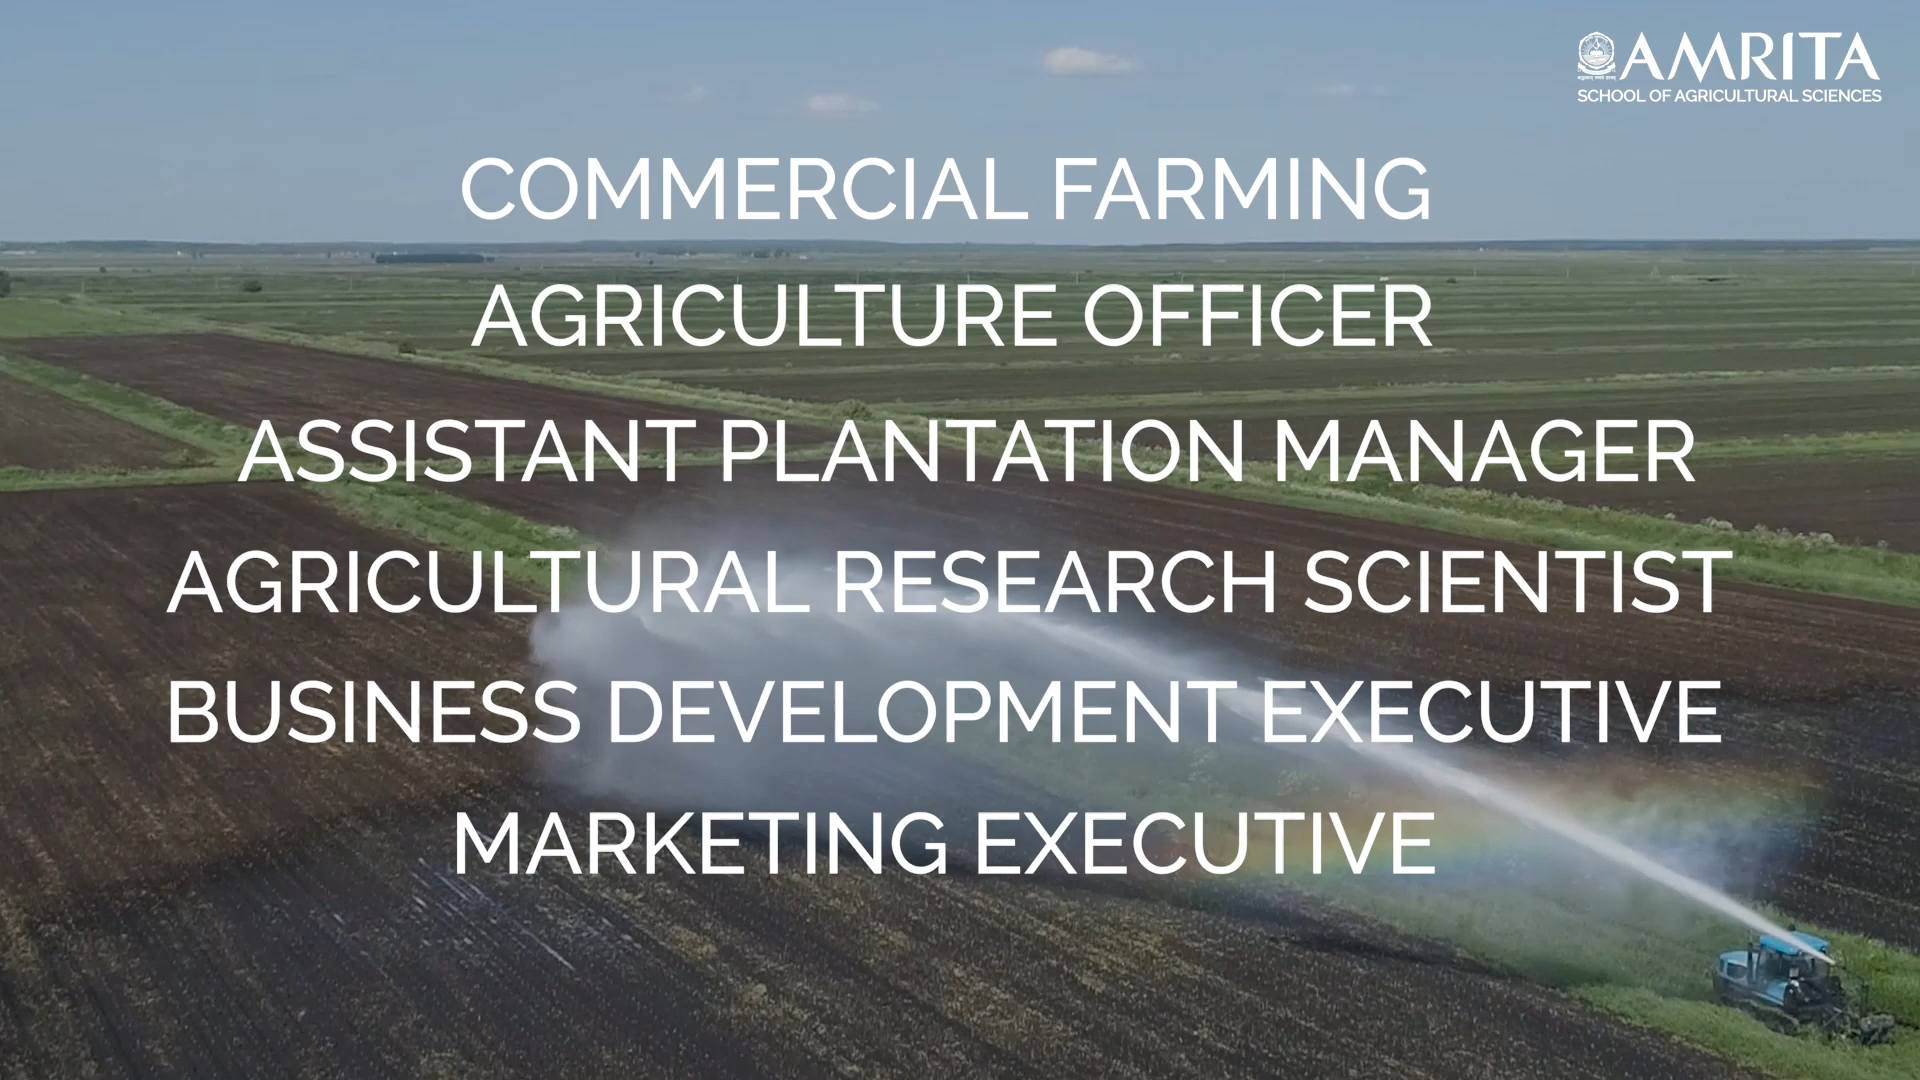 AMRITA
SCHOOL OF AGRICULTURAL SCIENCES
COMMERCIAL FARMING
AGRICULTURE OFFICER
ASSISTANT PLANTATION MANAGER
AGRICULTURAL RESEARCH SCIENTIST
BUSINESS DEVELOPMENT EXECUTIVE
MARKETING EXECUTIVE